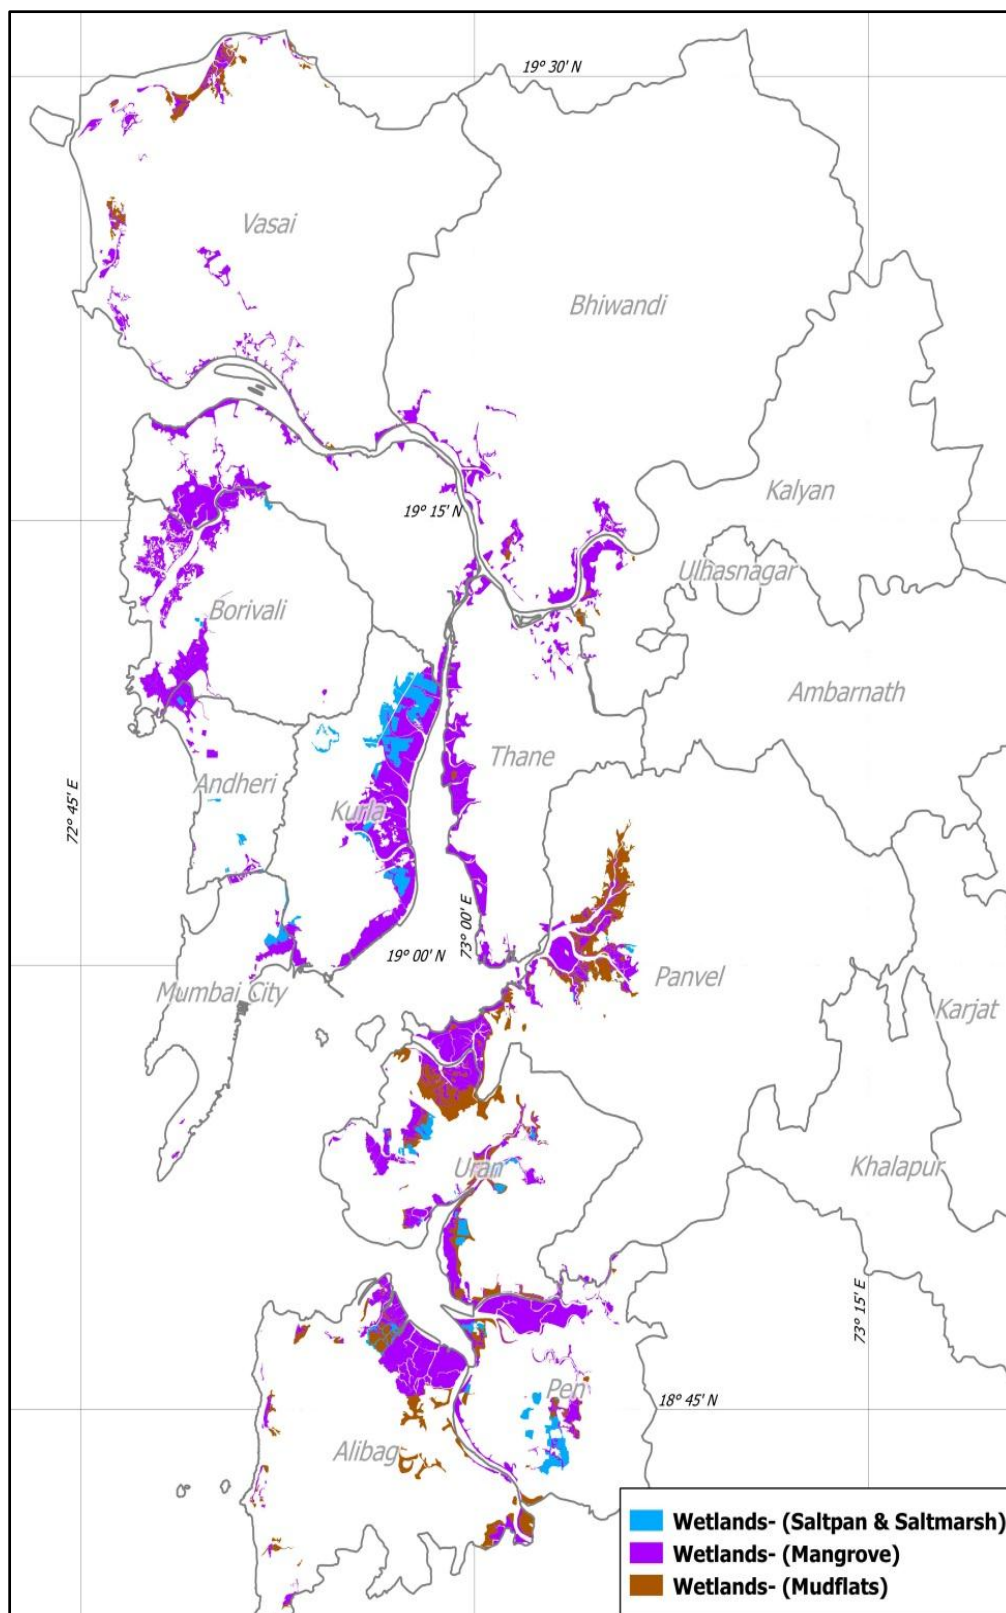 19° 30' N
Vasai
Bhiwandi
Kalyan
19° 15' N
Ulhasnagar
Borivali
Ambarnath
Thane
Andheri
72° 45' E
Kurla
73° 00' E
19° 00' N
Panvel
Mumbai City
Karjat
Uran
Khalapur
73° 15' E
Pen
18° 45' N
Alibag
Wetlands- (Saltpan & Saltmarsh)
Wetlands- (Mangrove)
Wetlands- (Mudflats)